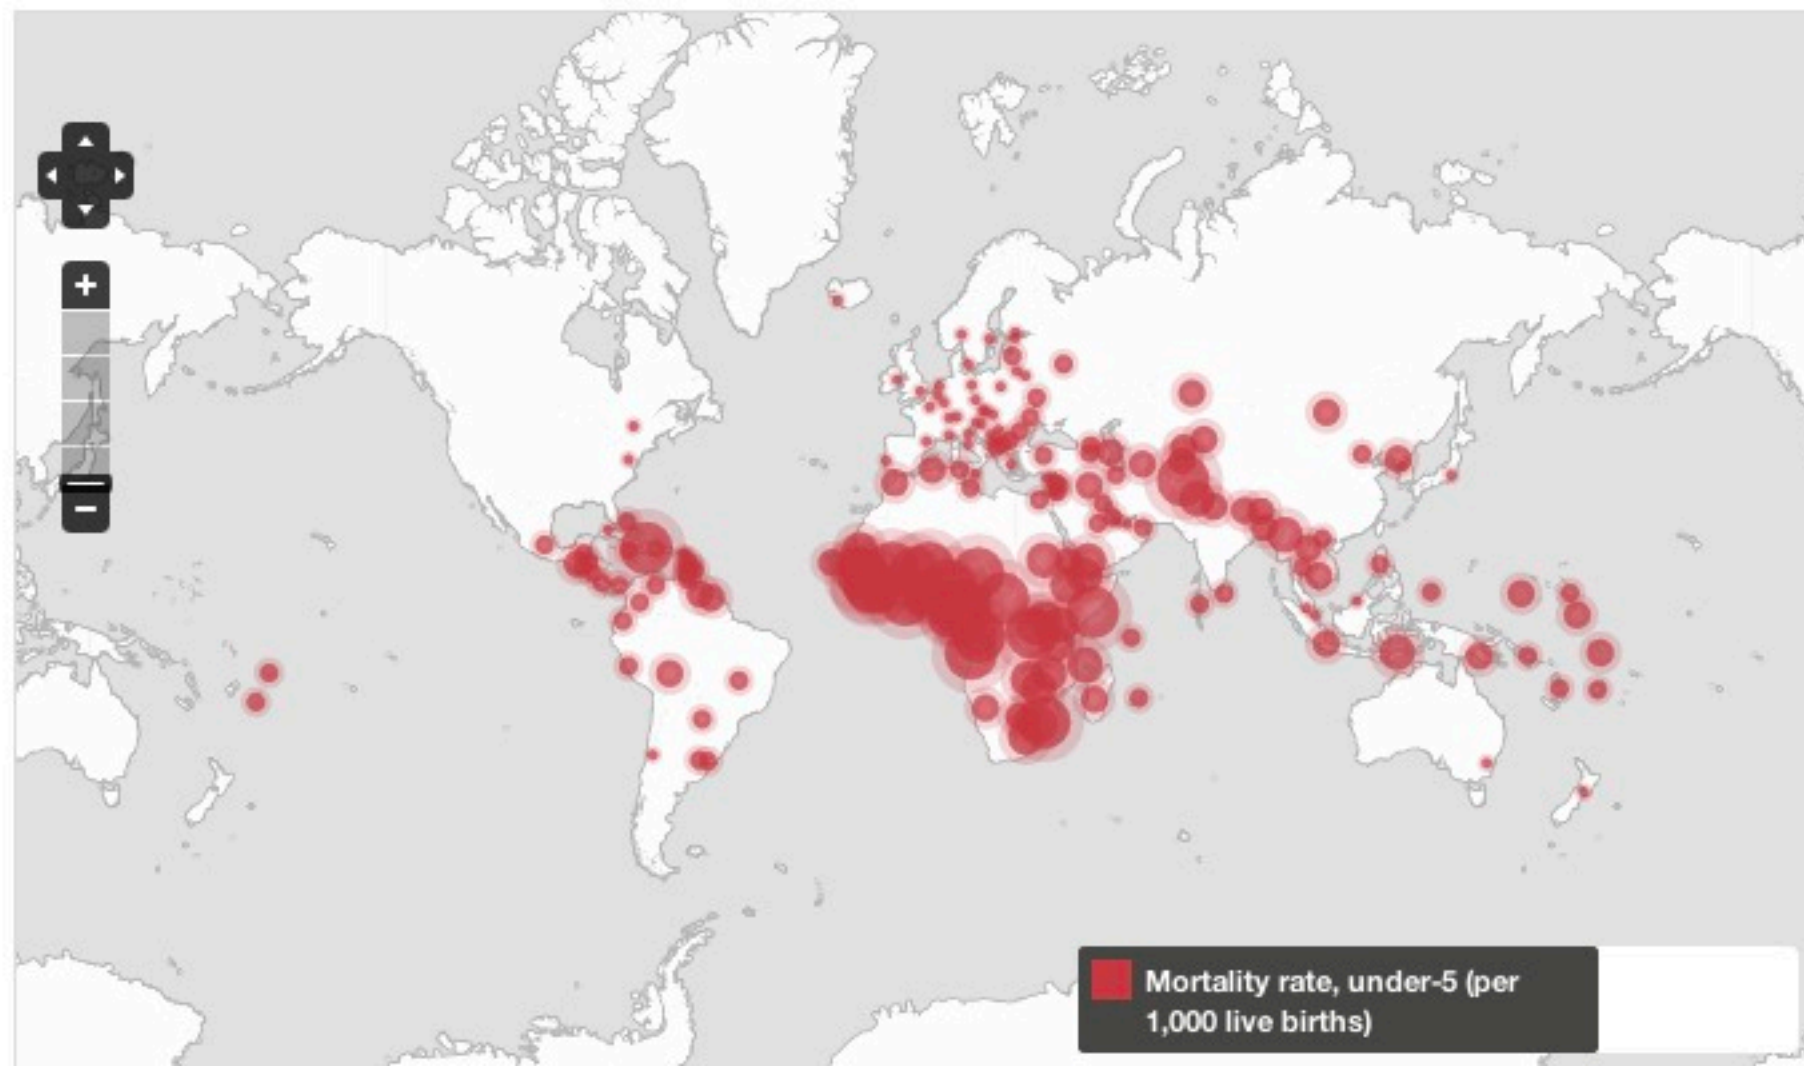 +
−
Mortality rate, under-5 (per
1,000 live births)